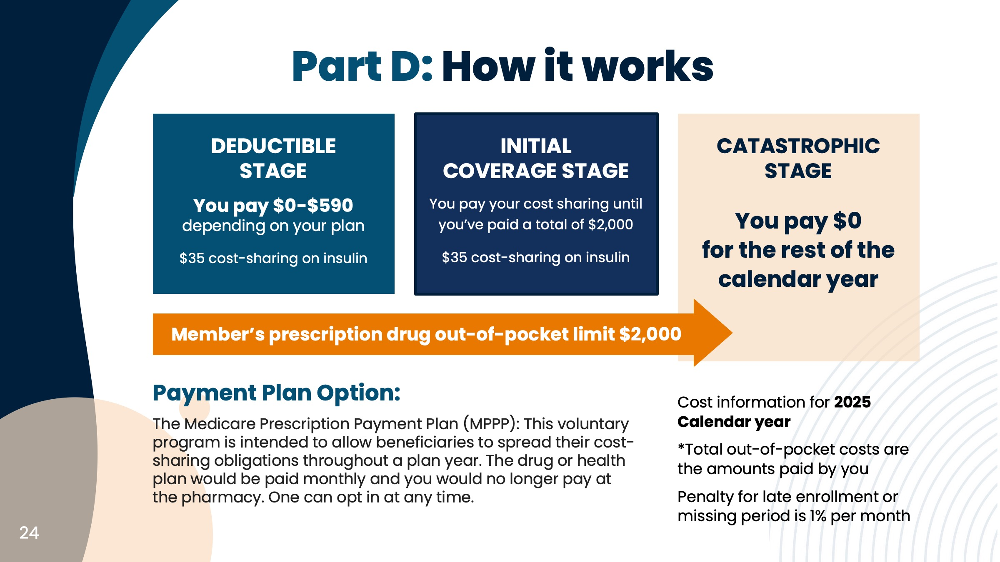 Part D: How it works
DEDUCTIBLE
STAGE
You pay $0-$590
depending on your plan
$35 cost-sharing on insulin
INITIAL
COVERAGE STAGE
You pay your cost sharing until
you’ve paid a total of $2,000
$35 cost-sharing on insulin
CATASTROPHIC
STAGE
You pay $0
for the rest of the
calendar year
Member’s prescription drug out-of-pocket limit $2,000
Payment Plan Option:
The Medicare Prescription Payment Plan (MPPP): This voluntary
program is intended to allow beneficiaries to spread their cost-
sharing obligations throughout a plan year. The drug or health
plan would be paid monthly and you would no longer pay at
the pharmacy. One can opt in at any time.
Cost information for 2025
Calendar year
*Total out-of-pocket costs are
the amounts paid by you
Penalty for late enrollment or
missing period is 1% per month
24